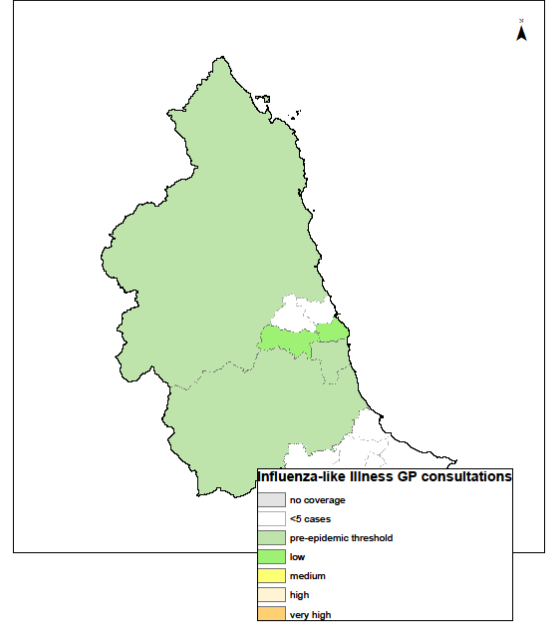 N
Influenza-like Illness GP consultations
no coverage
<5 cases
pre-epidemic threshold
low
medium
high
very high